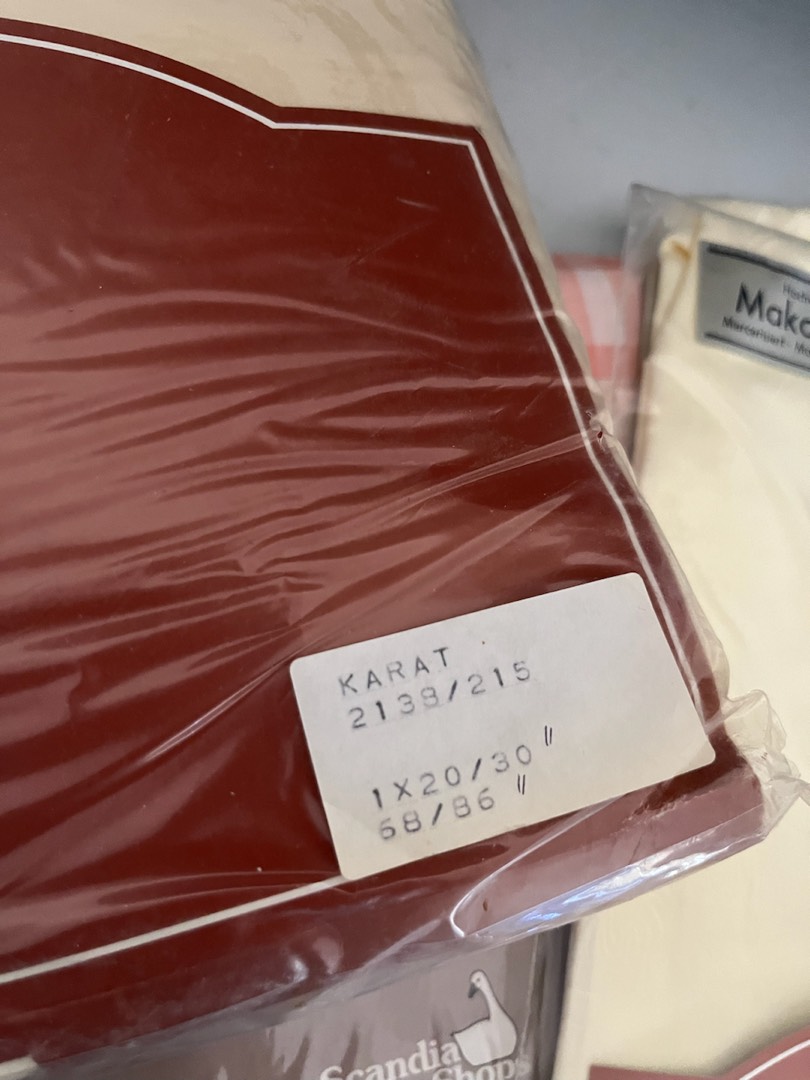 Mako
KARAT
2138/215
1X20/30"
68/86"
Scandia
Shops